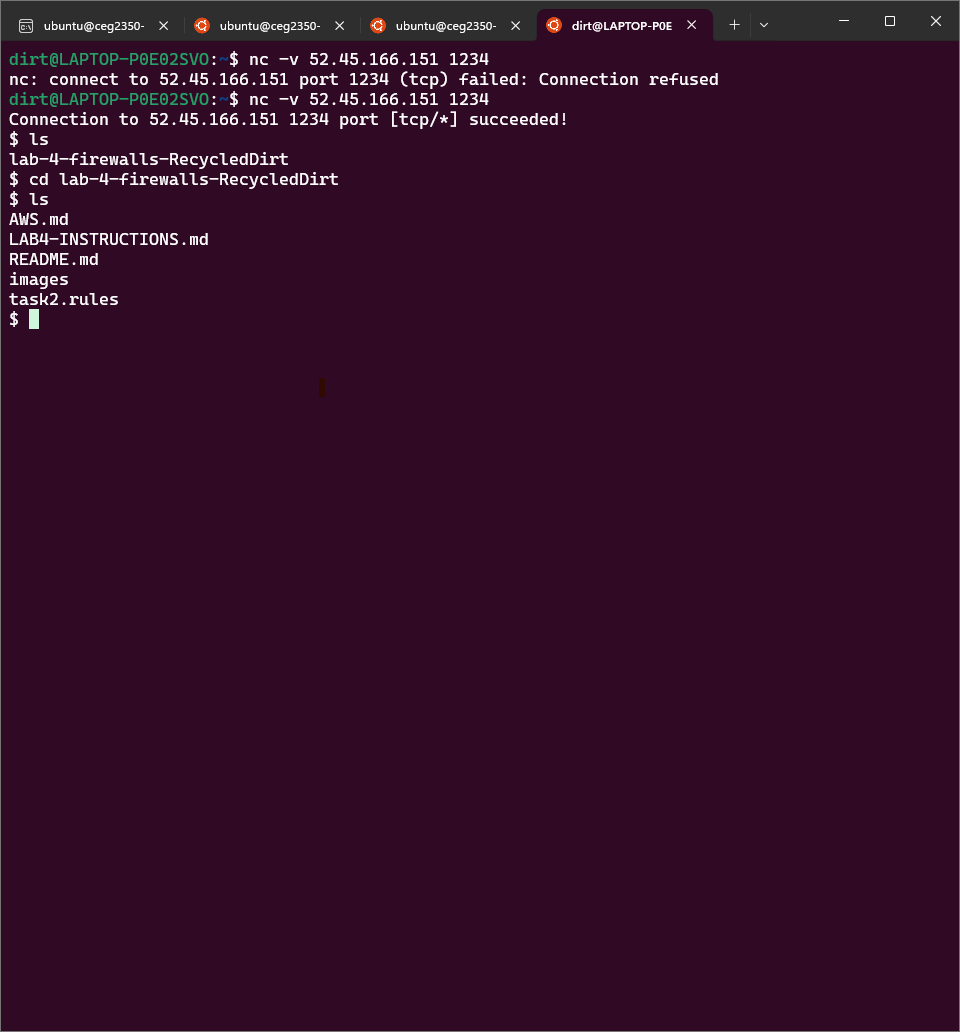 ubuntu@ceg2350- ubuntu@ceg2350- ubuntu@ceg2350- dirt@LAPTOP-P0E
dirt@LAPTOP-P0E02SVO:~$ nc -v 52.45.166.151 1234
nc: connect to 52.45.166.151 port 1234 (tcp) failed: Connection refused
dirt@LAPTOP-P0E02SVO:~$ nc -v 52.45.166.151 1234
Connection to 52.45.166.151 1234 port [tcp/*] succeeded!
$ ls
lab-4-firewalls-RecycledDirt
$ cd lab-4-firewalls-RecycledDirt
$ ls
AWS.md
LAB4-INSTRUCTIONS.md
README.md
images
task2.rules
$